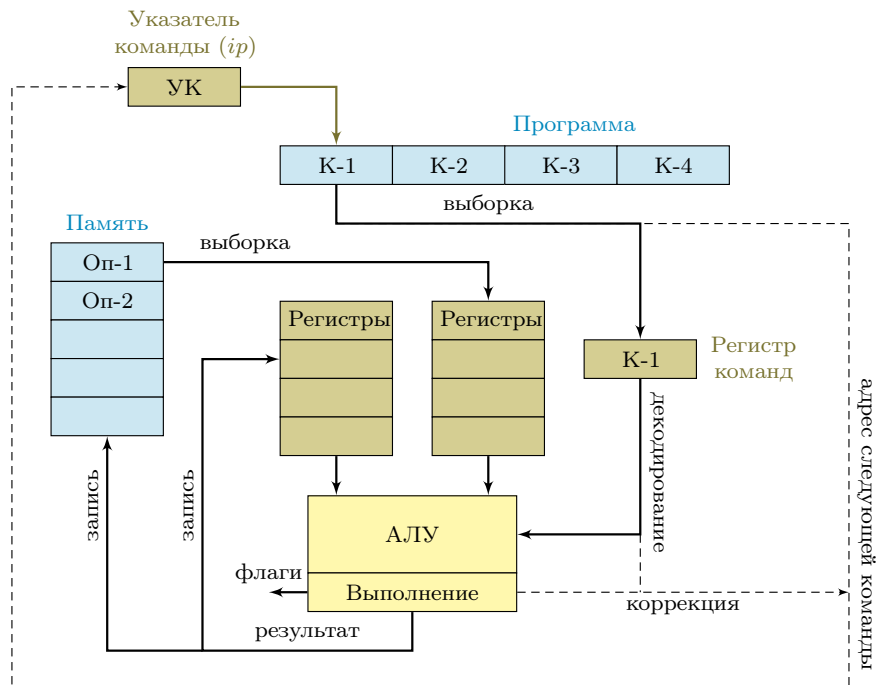 Указатель
команды (ip)
УК
Программа
К-1 К-2 К-3 К-4
выборка
Память
Оп-1
Оп-2
выборка
Регистры
Регистры
К-1
Регистр
команд
декодирование
адрес следующей команды
запись
запись
АЛУ
Выполнение
флаги
результат
коррекция